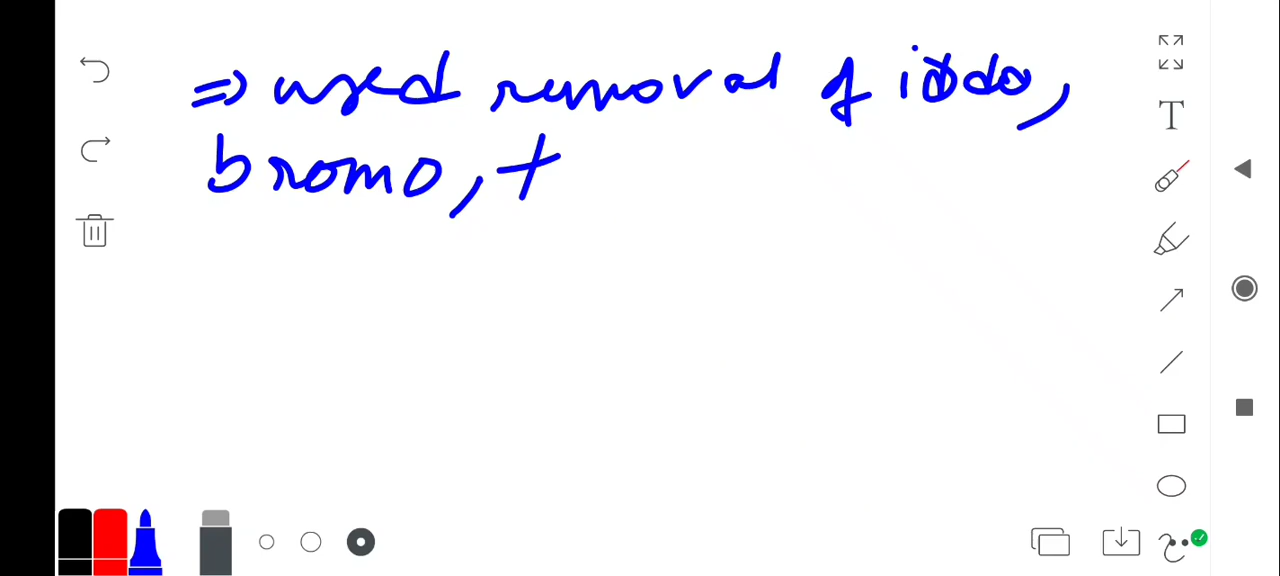 ⇒ used removal of iodo,
bromo, t
T